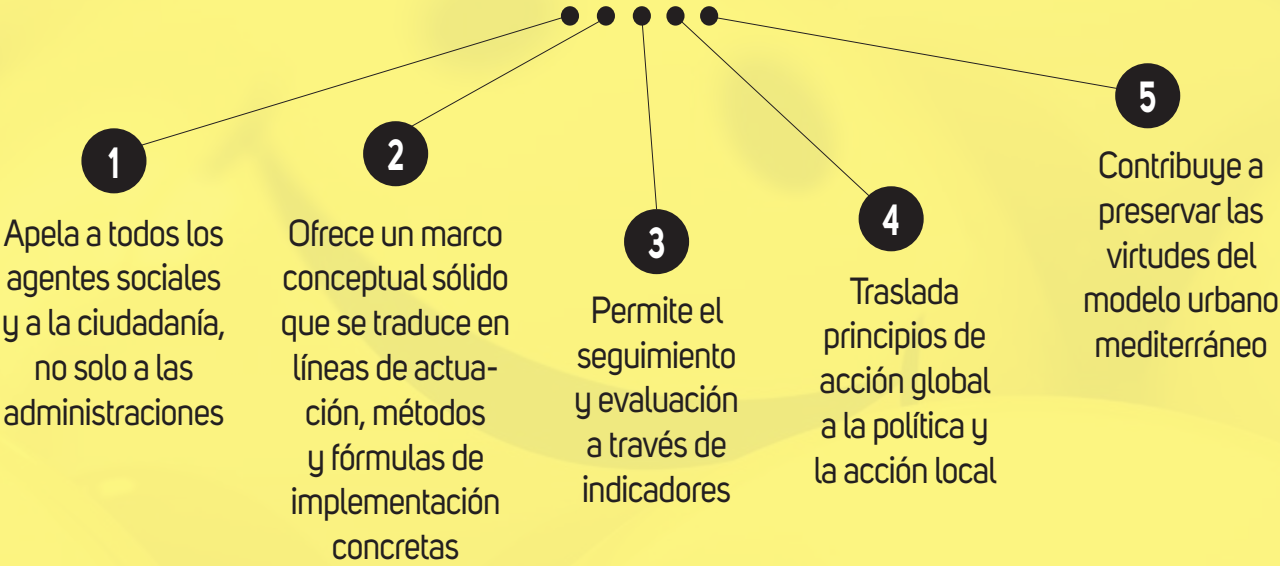 1
Apela a todos los
agentes sociales
y a la ciudadanía,
no solo a las
administraciones
2
Ofrece un marco
conceptual sólido
que se traduce en
líneas de actua-
ción, métodos
y fórmulas de
implementación
concretas
3
Permite el
seguimiento
y evaluación
a través de
indicadores
4
Traslada
principios de
acción global
a la política y
la acción local
5
Contribuye a
preservar las
virtudes del
modelo urbano
mediterráneo